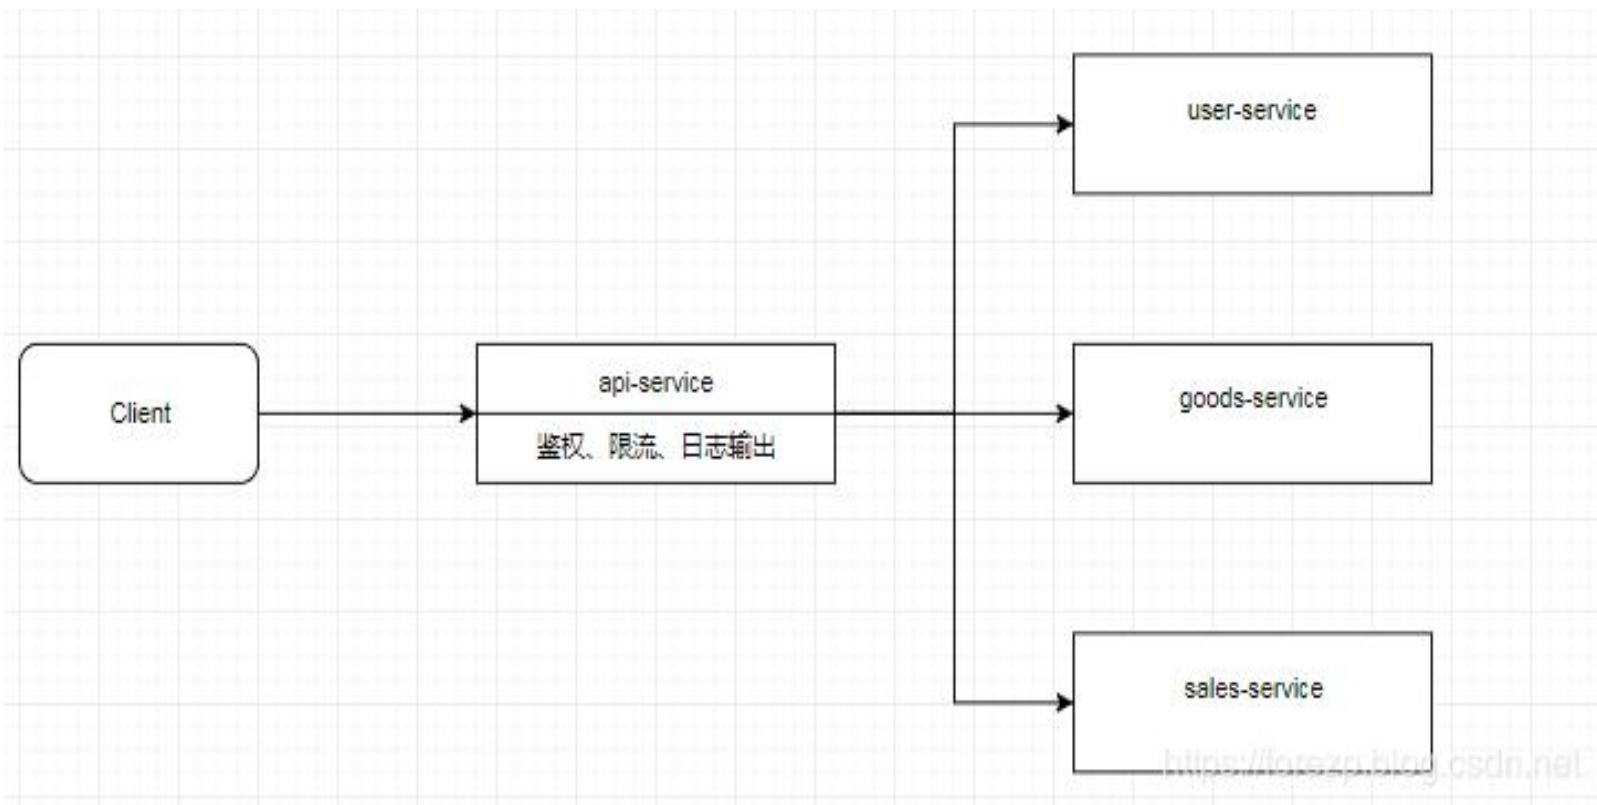 user-service
Client
api-service
鉴权、限流、日志输出
goods-service
sales-service
https://forezp.blog.csdn.net